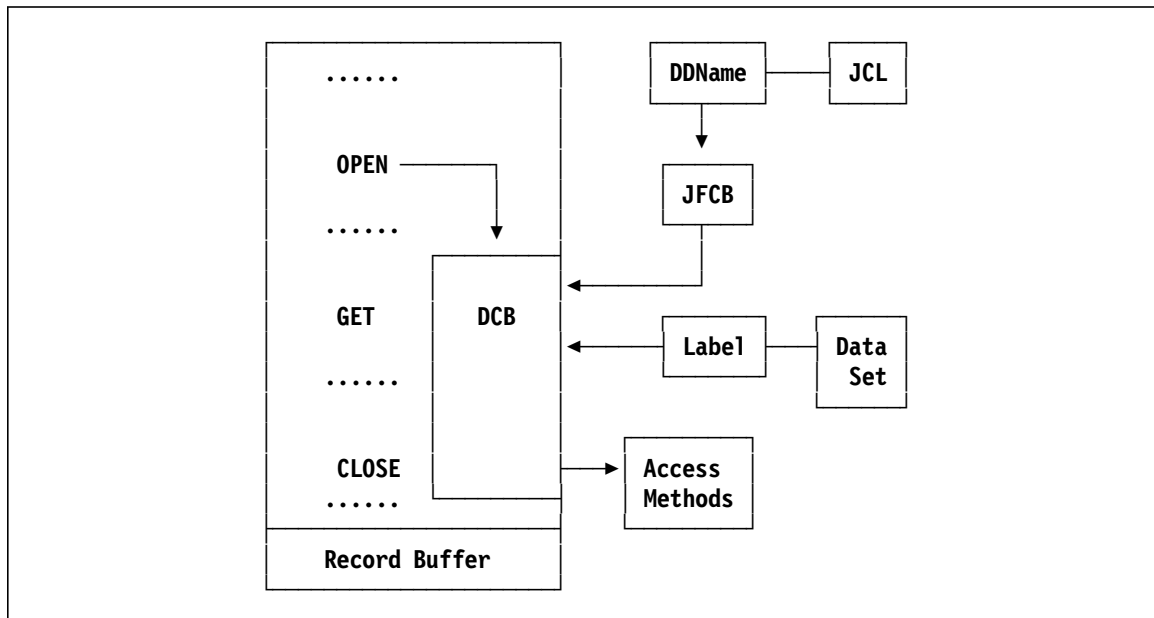 ......
DDName
JCL
OPEN
JFCB
......
GET
DCB
Label
Data
Set
......
CLOSE
Access
Methods
......
Record Buffer